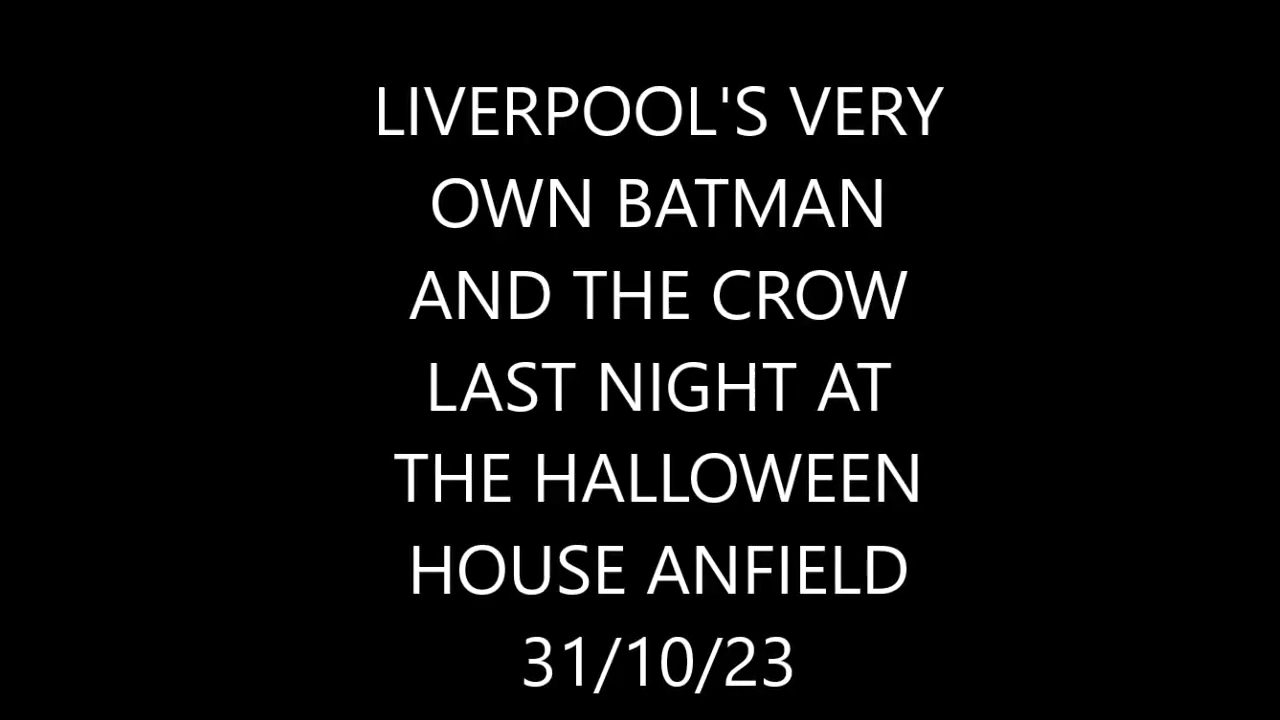 LIVERPOOL'S VERY
OWN BATMAN
AND THE CROW
LAST NIGHT AT
THE HALLOWEEN
HOUSE ANFIELD
31/10/23